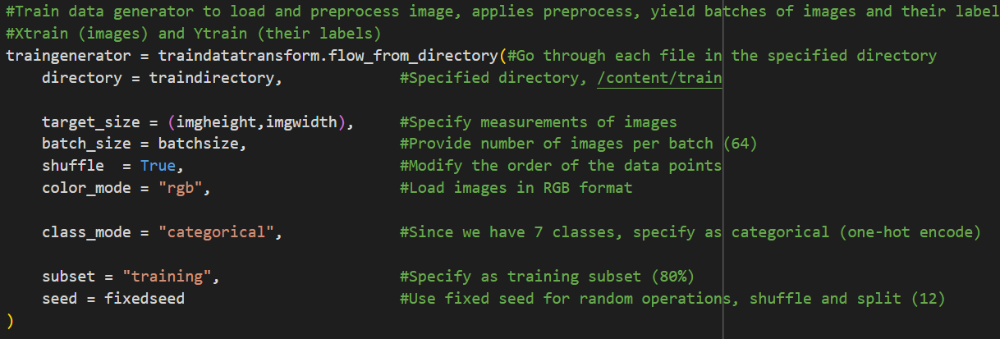 #Train data generator to load and preprocess image, applies preprocess, yield batches of images and their label
#Xtrain (images) and Ytrain (their labels)
traingenerator = traindatatransform.flow_from_directory(#Go through each file in the specified directory
    directory = traindirectory,             #Specified directory, /content/train
    target_size = (imgheight,imgwidth),     #Specify measurements of images
    batch_size = batchsize,                 #Provide number of images per batch (64)
    shuffle  = True,                        #Modify the order of the data points
    color_mode = "rgb",                     #Load images in RGB format
    class_mode = "categorical",             #Since we have 7 classes, specify as categorical (one-hot encode)
    subset = "training",                    #Specify as training subset (80%)
    seed = fixedseed                        #Use fixed seed for random operations, shuffle and split (12)
)